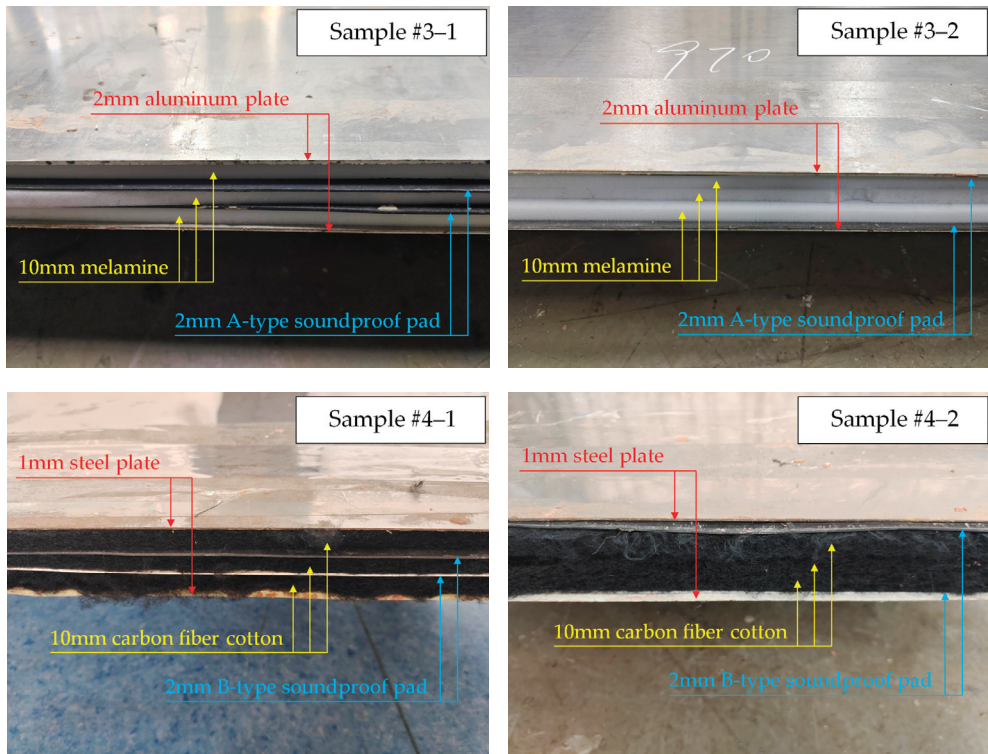 Sample #3–1
2mm aluminum plate
10mm melamine
2mm A-type soundproof pad
Sample #3–2
970
2mm aluminum plate
10mm melamine
2mm A-type soundproof pad
Sample #4–1
1mm steel plate
10mm carbon fiber cotton
2mm B-type soundproof pad
Sample #4–2
1mm steel plate
10mm carbon fiber cotton
2mm B-type soundproof pad